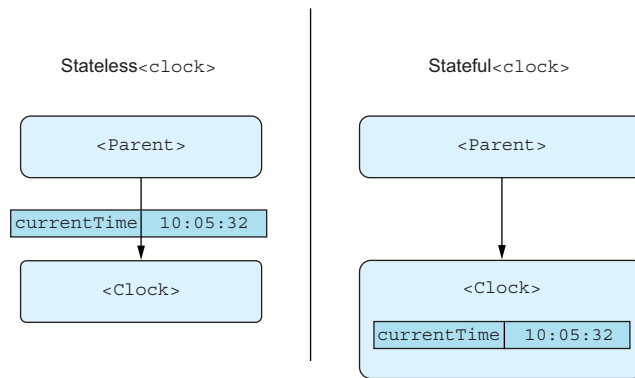 Stateless<clock>
<Parent>
currentTime 10:05:32
<Clock>
Stateful<clock>
<Parent>
<Clock>
currentTime 10:05:32